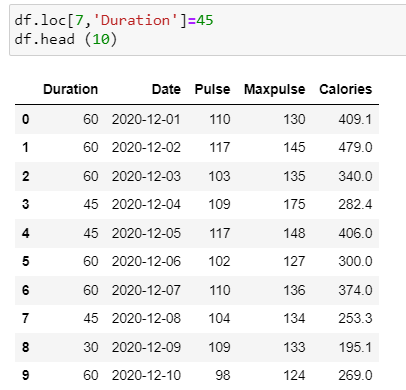 df.loc[7,'Duration']=45
df.head (10)
Duration Date Pulse Maxpulse Calories
0 60 2020-12-01 110 130 409.1
1 60 2020-12-02 117 145 479.0
2 60 2020-12-03 103 135 340.0
3 45 2020-12-04 109 175 282.4
4 45 2020-12-05 117 148 406.0
5 60 2020-12-06 102 127 300.0
6 60 2020-12-07 110 136 374.0
7 45 2020-12-08 104 134 253.3
8 30 2020-12-09 109 133 195.1
9 60 2020-12-10 98 124 269.0